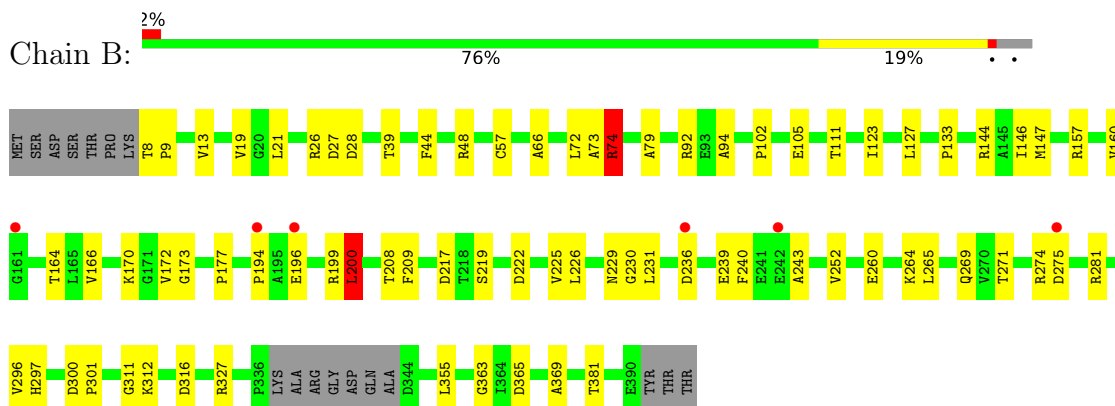 2%
Chain B:
76% 19% • •
MET SER ASP SER THR PRO LYS T8 P9 V13 V19 G20 L21 R26 D27 D28 T39 F44 R48 C57 A66 L72 A73 R74 A79 R92 E93 A94 P102 E105 T111 I123 L127 P133 R144 A145 I146 M147 R157
G161 T164 L165 V166 K170 G171 V172 G173 P177 P194 A195 E196 R199 L200 T208 F209 D217 T218 S219 D222 V225 L226 N229 G230 L231 D236 E239 F240 E241 E242 A243 V252 E260 K264 L265 Q269 V270 T271 R274 D275 R281
V296 H297 D300 P301 G311 K312 D316 R327 P336 LYS ALA ARG GLY ASP GLN ALA D344 L355 G363 I364 D365 A369 T381 E390 TYR THR THR